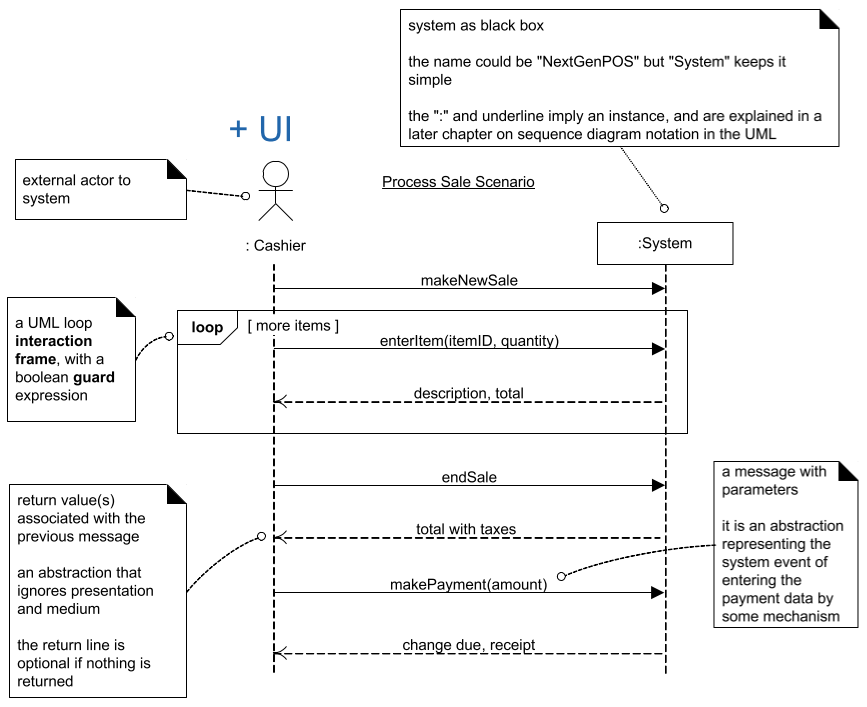 system as black box
the name could be "NextGenPOS" but "System" keeps it
simple
the ":" and underline imply an instance, and are explained in a
later chapter on sequence diagram notation in the UML
+ UI
external actor to
system
Process Sale Scenario
: Cashier
:System
makeNewSale
a UML loop
interaction
frame, with a
boolean guard
expression
loop
[ more items ]
enterItem(itemID, quantity)
description, total
endSale
return value(s)
associated with the
previous message
an abstraction that
ignores presentation
and medium
the return line is
optional if nothing is
returned
total with taxes
makePayment(amount)
change due, receipt
a message with
parameters
it is an abstraction
representing the
system event of
entering the
payment data by
some mechanism